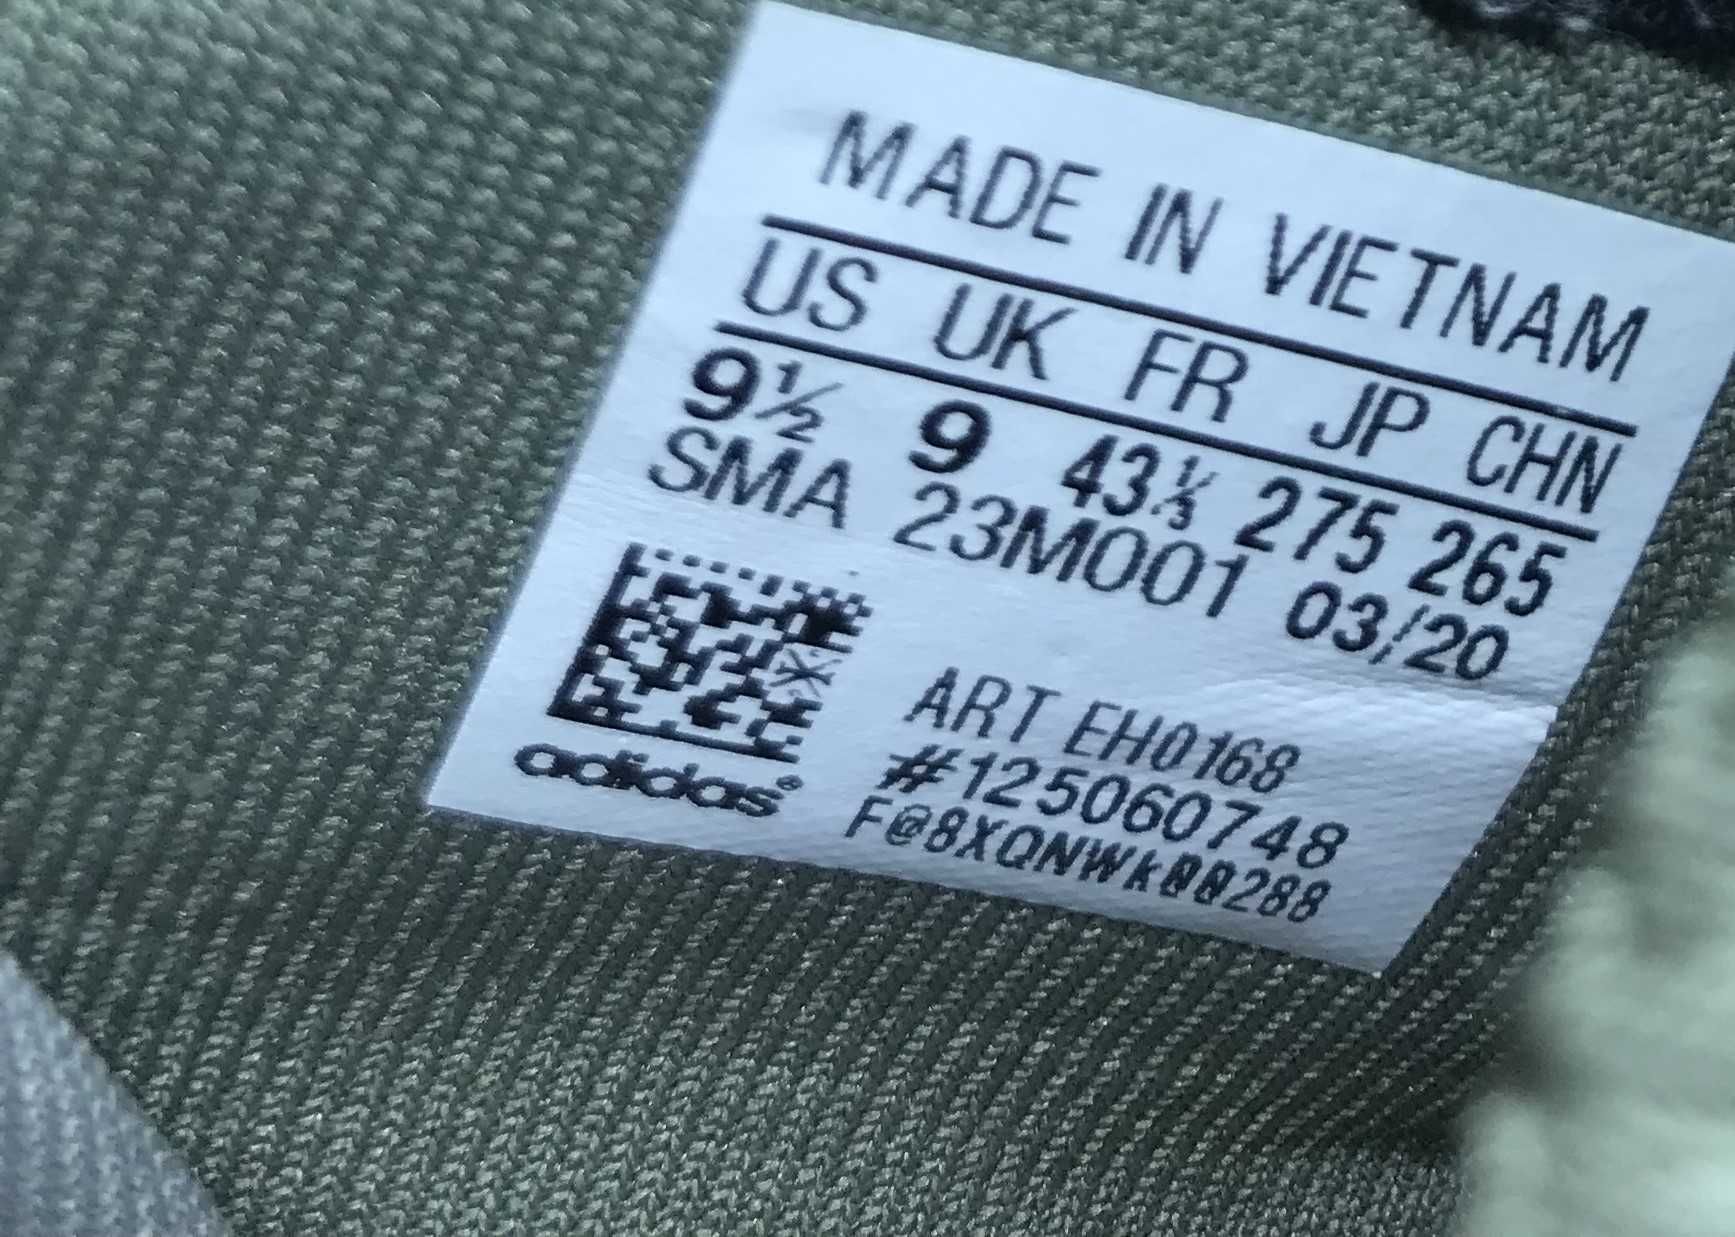 MADE IN VIETNAM
US UK FR JP CHN
9½ 9 43⅓ 275 265
SMA 23M001 03/20
ART EH0168
#125060748
F@8XQNWk00288
adidas®